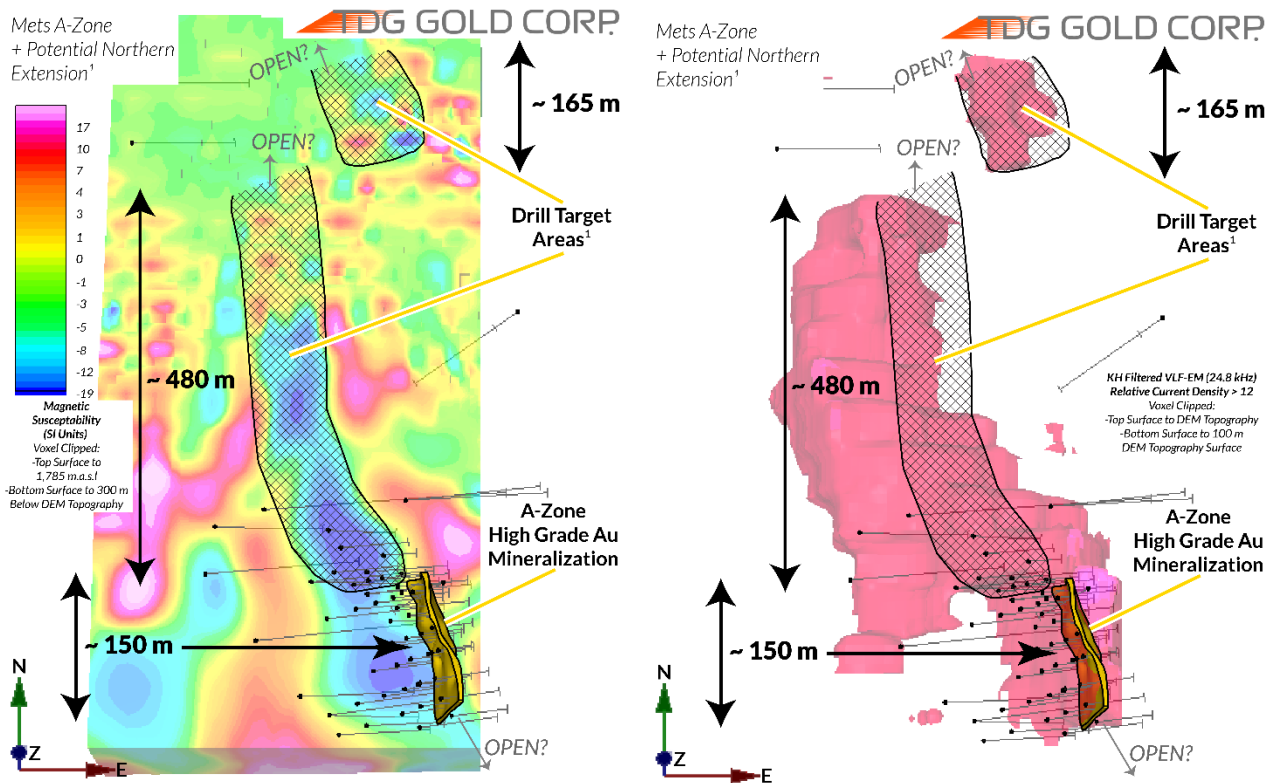 Mets A-Zone
+ Potential Northern
Extension¹
TDG GOLD CORP.
OPEN?
~ 165 m
17
10
7
4
3
1
0
-1
-3
-5
-8
-12
-19
OPEN?
Drill Target
Areas¹
~ 480 m
Magnetic
Susceptability
(SI Units)
Voxel Clipped:
-Top Surface to
1,785 m.a.s.l
-Bottom Surface to 300 m
Below DEM Topography
A-Zone
High Grade Au
Mineralization
~ 150 m
N
Z
E
OPEN?
Mets A-Zone
+ Potential Northern
Extension¹
TDG GOLD CORP.
OPEN?
~ 165 m
OPEN?
Drill Target
Areas¹
~ 480 m
KH Filtered VLF-EM (24.8 kHz)
Relative Current Density > 12
Voxel Clipped:
-Top Surface to DEM Topography
-Bottom Surface to 100 m
DEM Topography Surface
A-Zone
High Grade Au
Mineralization
~ 150 m
N
Z
E
OPEN?